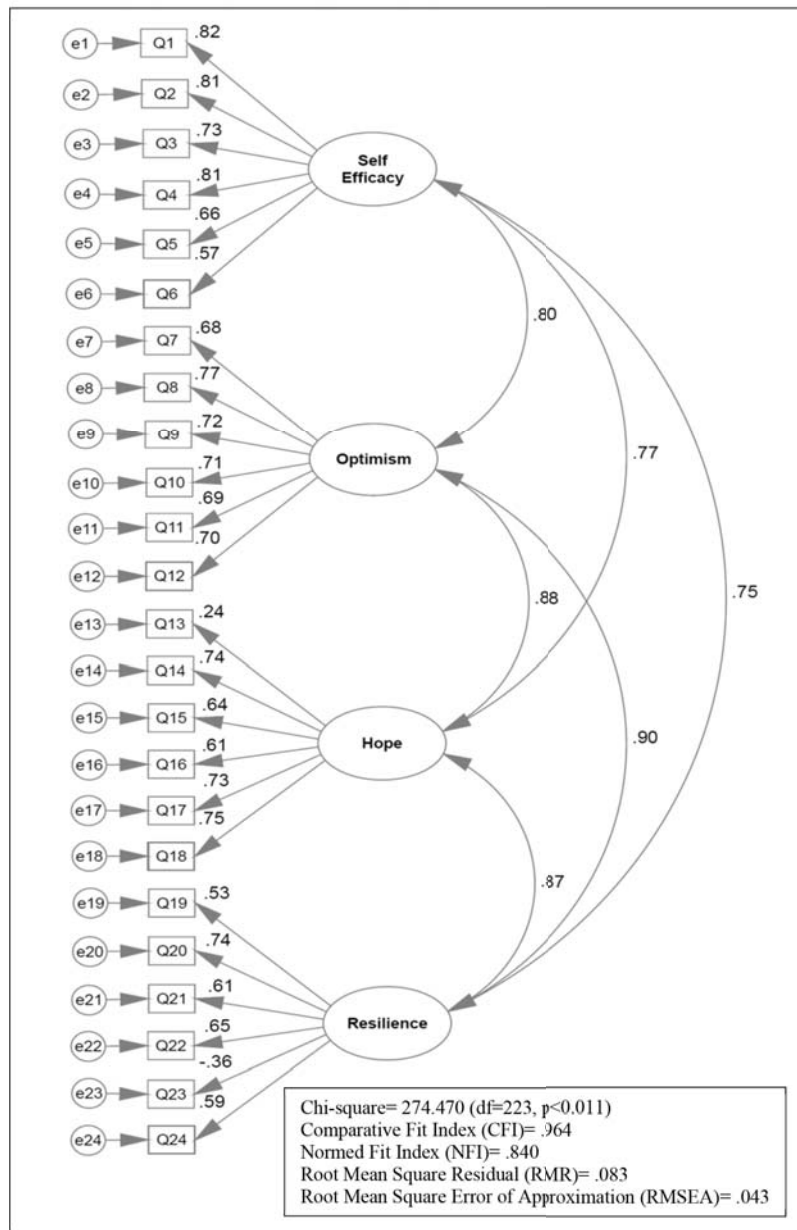 .82
e1 Q1
.81
e2 Q2
.73
e3 Q3
Self
Efficacy
.81
e4 Q4
.66
e5 Q5
.57
e6 Q6
.80
.68
e7 Q7
.77
e8 Q8
.72
e9 Q9
Optimism
.77
.71
e10 Q10
.69
e11 Q11
.70
e12 Q12
.88
.75
.24
e13 Q13
.74
e14 Q14
.64
e15 Q15
Hope
.90
.61
e16 Q16
.73
e17 Q17
.75
e18 Q18
.87
.53
e19 Q19
.74
e20 Q20
.61
e21 Q21
Resilience
.65
e22 Q22
-.36
e23 Q23
.59
e24 Q24
Chi-square= 274.470 (df=223, p<0.011)
Comparative Fit Index (CFI)= .964
Normed Fit Index (NFI)= .840
Root Mean Square Residual (RMR)= .083
Root Mean Square Error of Approximation (RMSEA)= .043